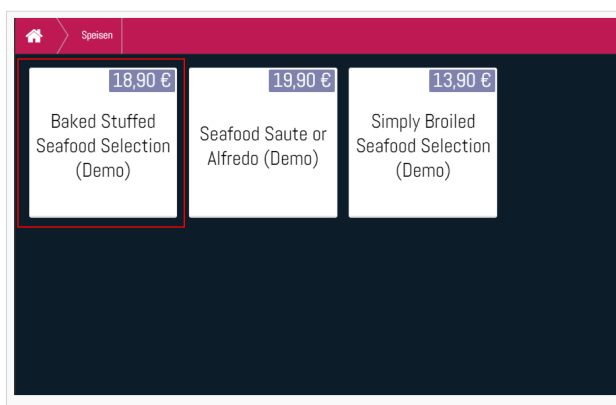 Speisen
18,90 €
Baked Stuffed
Seafood Selection
(Demo)
19,90 €
Seafood Saute or
Alfredo (Demo)
13,90 €
Simply Broiled
Seafood Selection
(Demo)